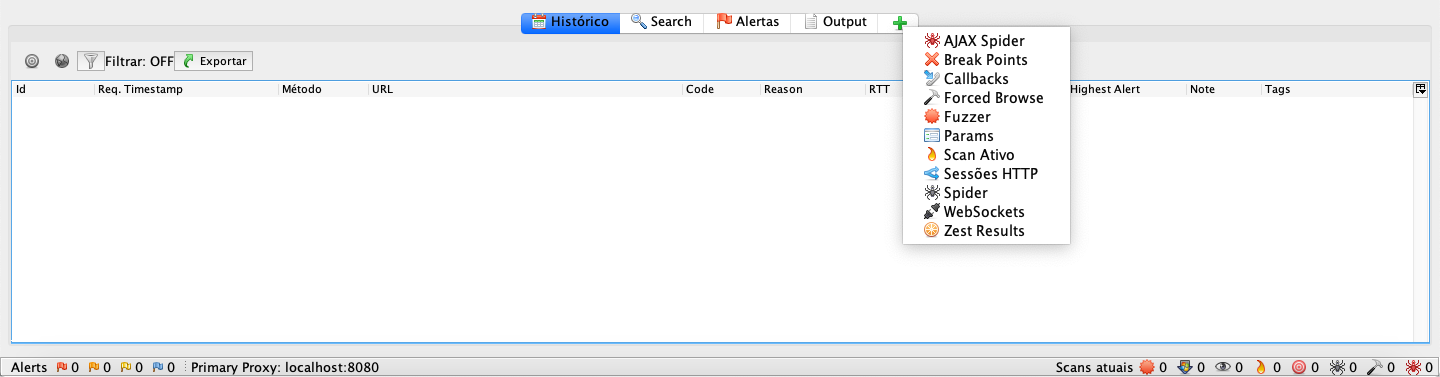 Histórico Search Alertas Output
Filtrar: OFF Exportar
Id Req. Timestamp Método URL Code Reason RTT Highest Alert Note Tags
AJAX Spider
Break Points
Callbacks
Forced Browse
Fuzzer
Params
Scan Ativo
Sessões HTTP
Spider
WebSockets
Zest Results
Alerts 0 0 0 0 Primary Proxy: localhost:8080 Scans atuais 0 0 0 0 0 0 0 0